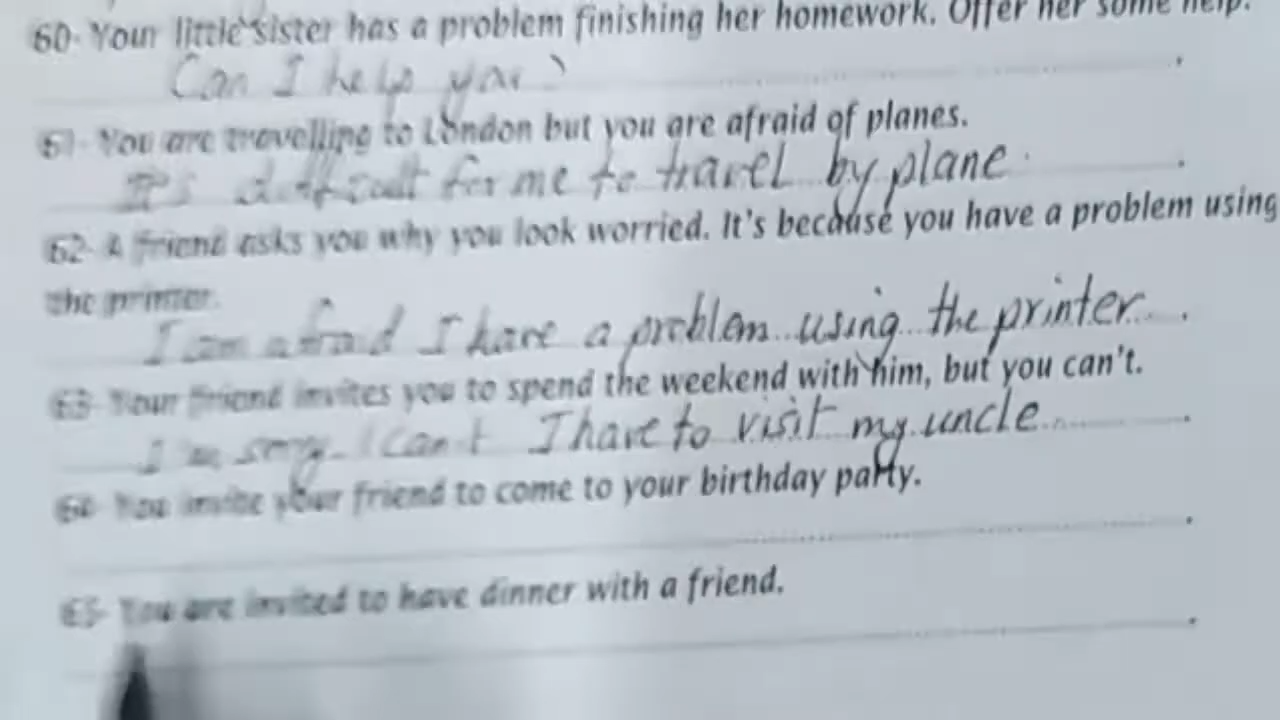 60- Your little sister has a problem finishing her homework. Offer her some help.
Can I help you?
61- You are travelling to London but you are afraid of planes.
It's difficult for me to travel by plane.
62- A friend asks you why you look worried. It's because you have a problem using
the printer.
I am afraid I have a problem using the printer.
63- Your friend invites you to spend the weekend with him, but you can't.
I'm sorry I can't I have to visit my uncle
64- You invite your friend to come to your birthday party.
65- You are invited to have dinner with a friend.